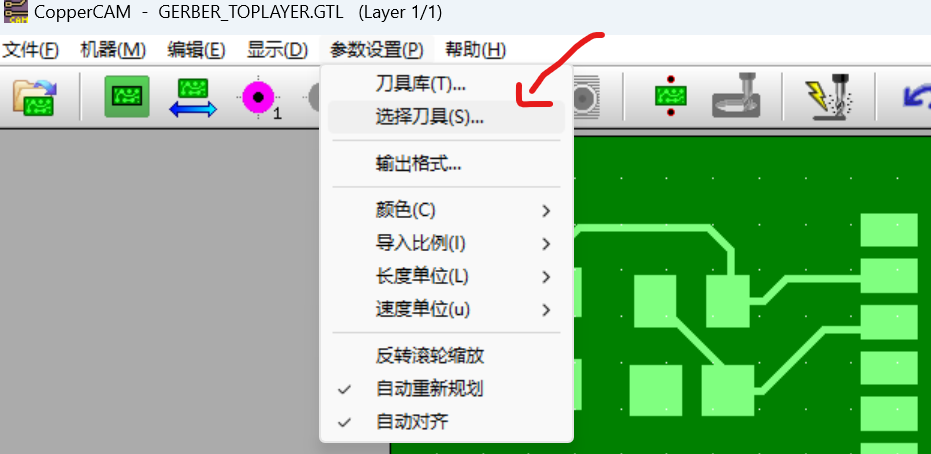 CopperCAM - GERBER_TOPLAYER.GTL (Layer 1/1)
文件(F) 机器(M) 编辑(E) 显示(D) 参数设置(P) 帮助(H)
1
刀具库(T)...
选择刀具(S)...
输出格式...
颜色(C)
导入比例(I)
长度单位(L)
速度单位(u)
反转滚轮缩放
自动重新规划
自动对齐